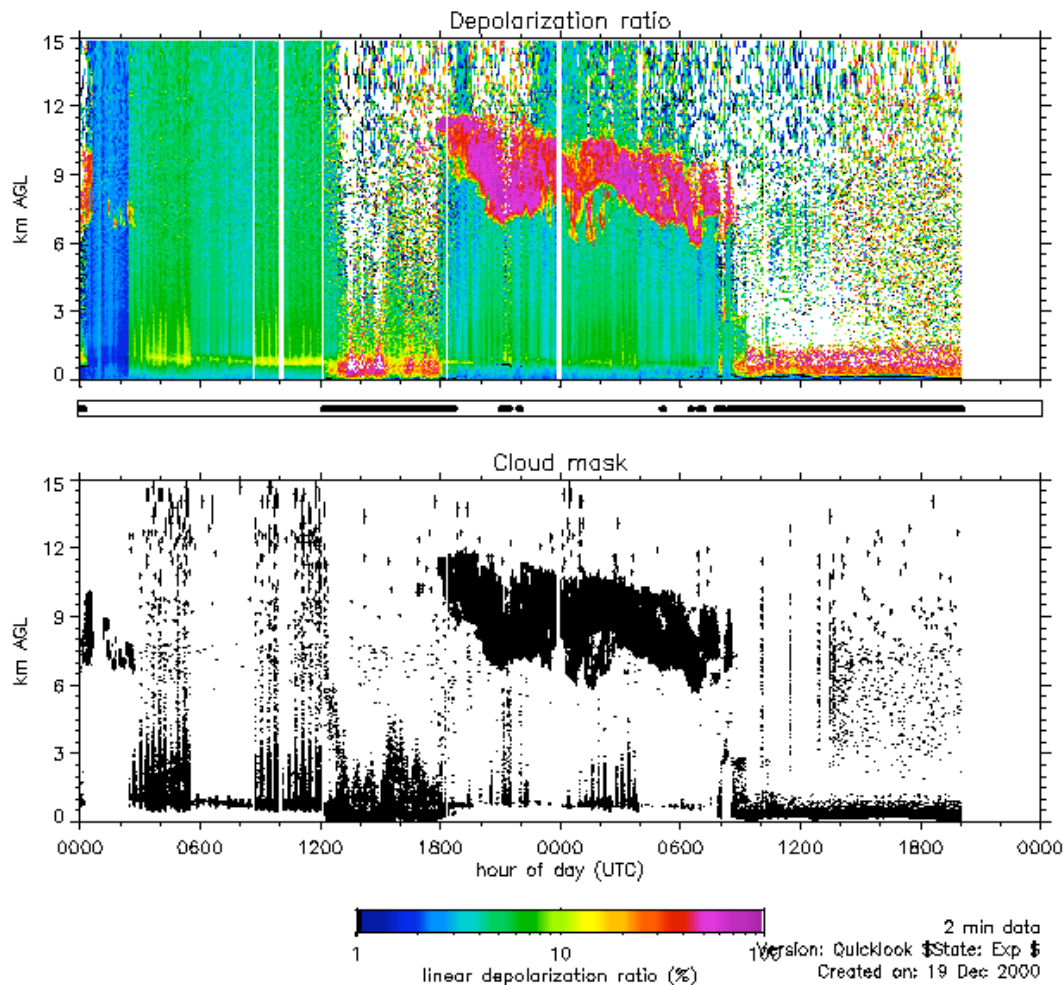 Depolarization ratio
15
12
9
6
3
0
km AGL
Cloud mask
15
12
9
6
3
0
km AGL
0000 0600 1200 1800 0000 0600 1200 1800 0000
hour of day (UTC)
1 10 100
linear depolarization ratio (%)
2 min data
Version: Quicklook $State: Exp $
Created on: 19 Dec 2000